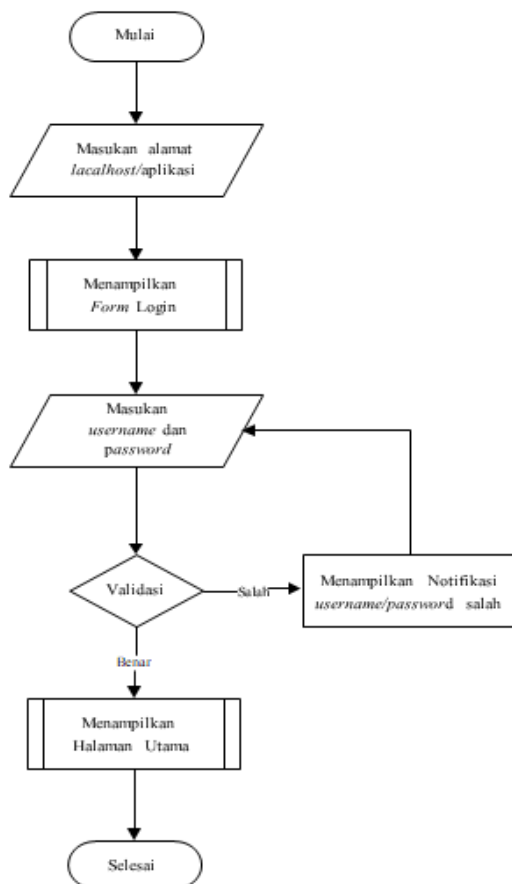 Mulai
Masukan alamat
lacalhost/aplikasi
Menampilkan
Form Login
Masukan
username dan
password
Validasi
Salah
Menampilkan Notifikasi
username/password salah
Benar
Menampilkan
Halaman Utama
Selesai